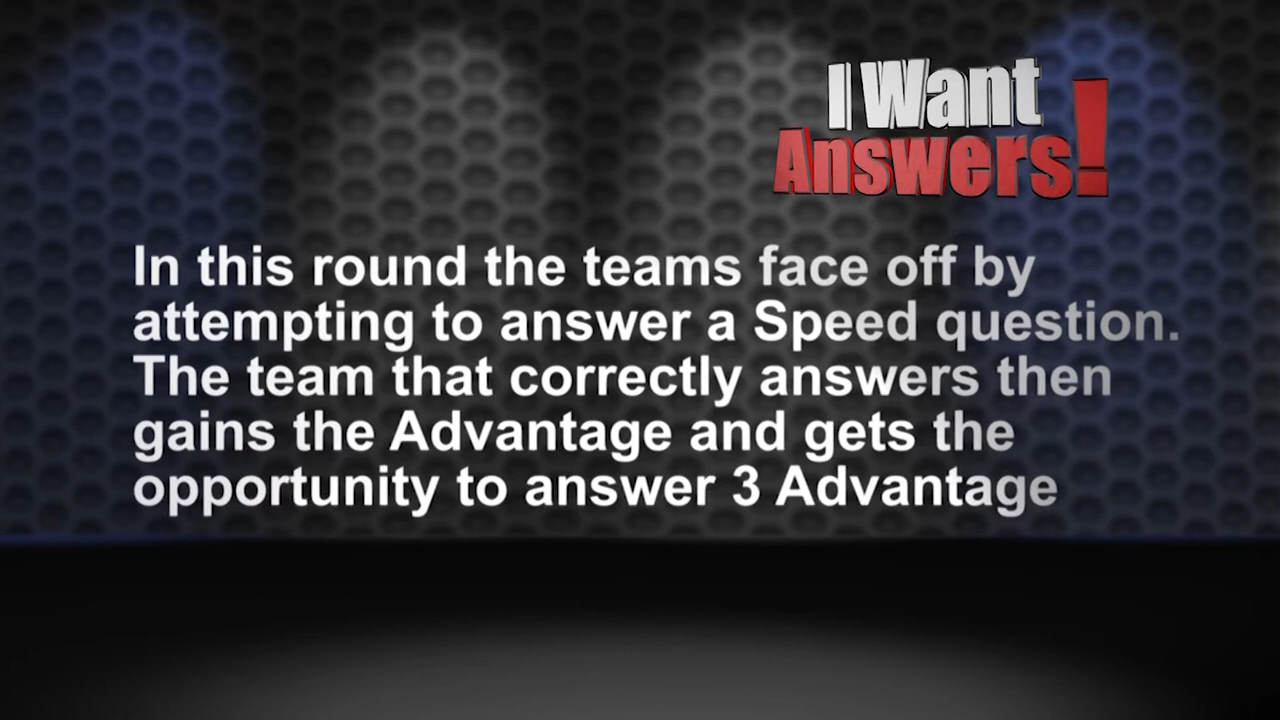 I Want
Answers!
In this round the teams face off by
attempting to answer a Speed question.
The team that correctly answers then
gains the Advantage and gets the
opportunity to answer 3 Advantage